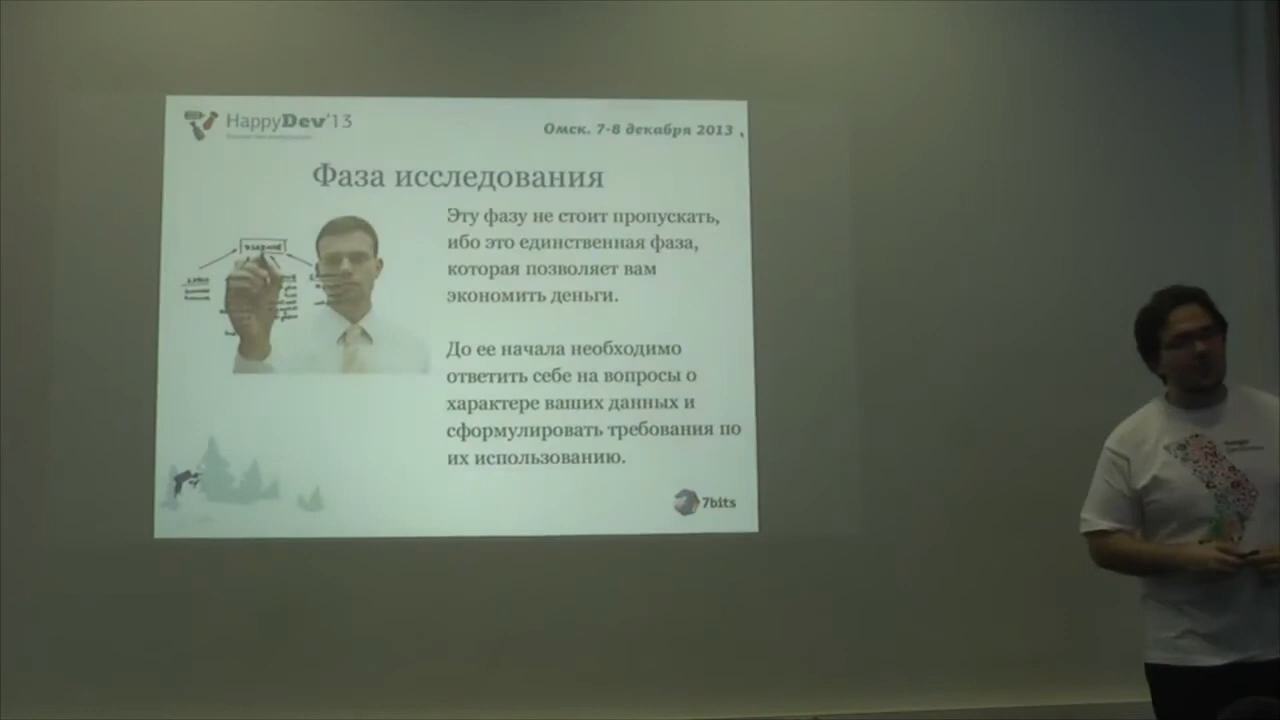 HappyDev'13
Омск. 7-8 декабря 2013
Фаза исследования
Эту фазу не стоит пропускать,
ибо это единственная фаза,
которая позволяет вам
экономить деньги.
До ее начала необходимо
ответить себе на вопросы о
характере ваших данных и
сформулировать требования по
их использованию.
7bits